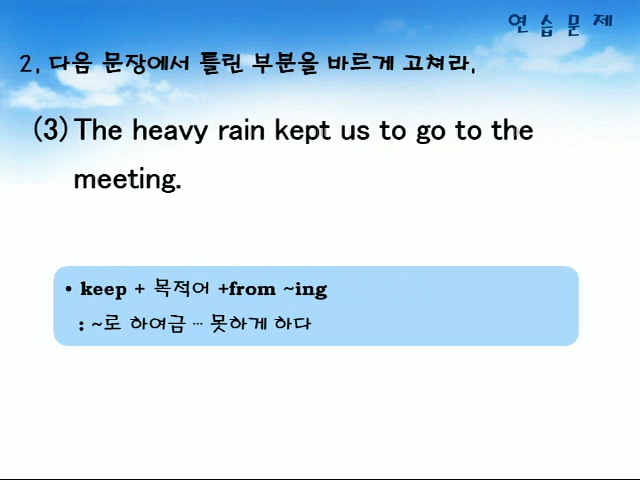 연 습 문 제
2. 다음 문장에서 틀린 부분을 바르게 고쳐라.
(3) The heavy rain kept us to go to the
meeting.
• keep + 목적어 +from ~ing
: ~로 하여금 … 못하게 하다